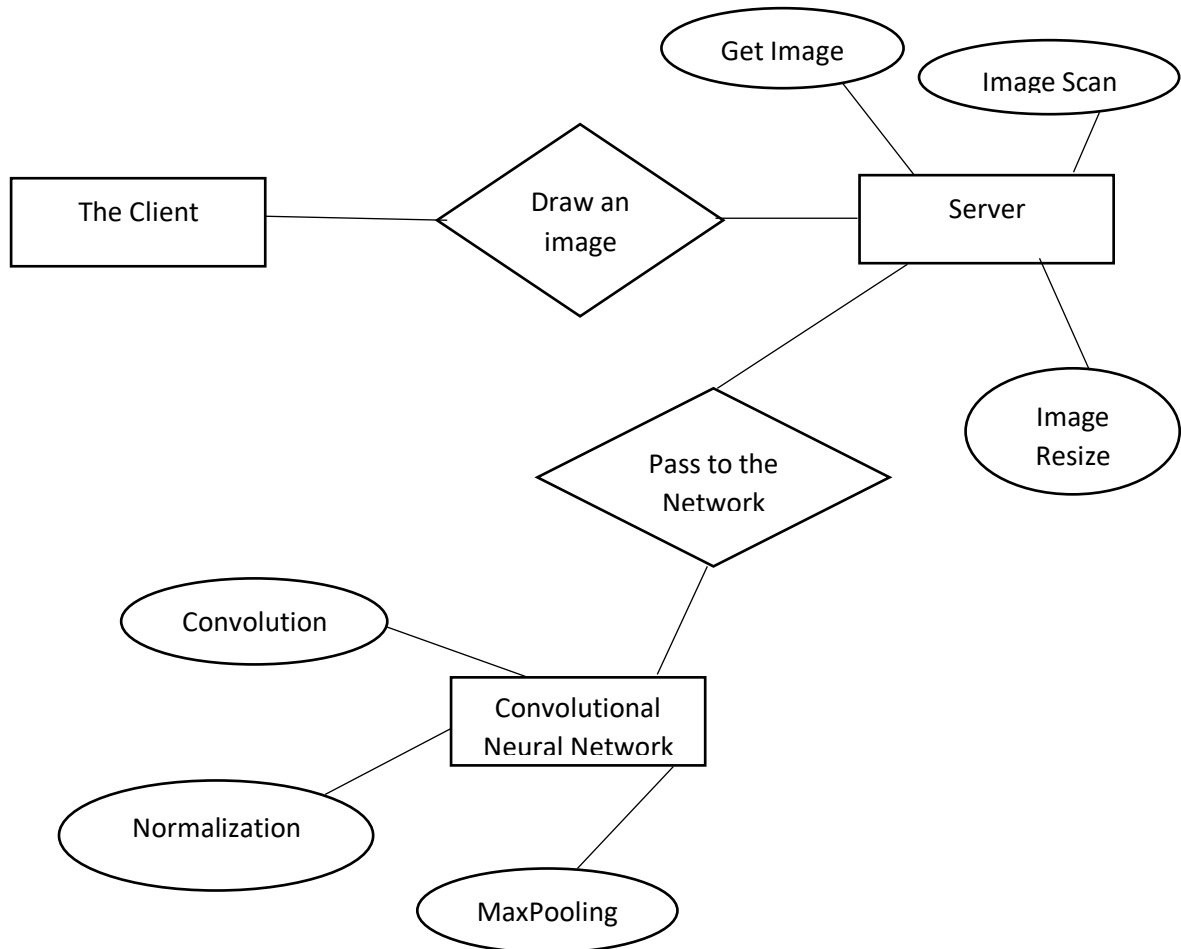 Get Image
Image Scan
The Client
Draw an
image
Server
Image
Resize
Pass to the
Network
Convolution
Convolutional
Neural Network
Normalization
MaxPooling